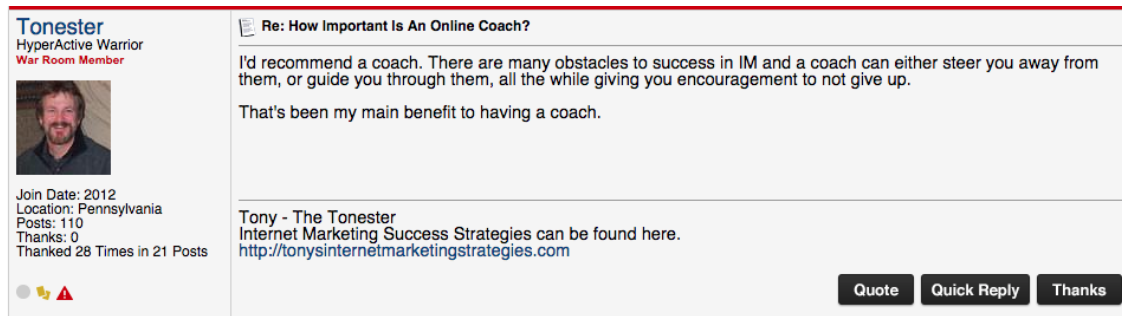 Tonester
HyperActive Warrior
War Room Member
Join Date: 2012
Location: Pennsylvania
Posts: 110
Thanks: 0
Thanked 28 Times in 21 Posts
Re: How Important Is An Online Coach?
I'd recommend a coach. There are many obstacles to success in IM and a coach can either steer you away from
them, or guide you through them, all the while giving you encouragement to not give up.
That's been my main benefit to having a coach.
Tony - The Tonester
Internet Marketing Success Strategies can be found here.
http://tonysinternetmarketingstrategies.com
Quote Quick Reply Thanks